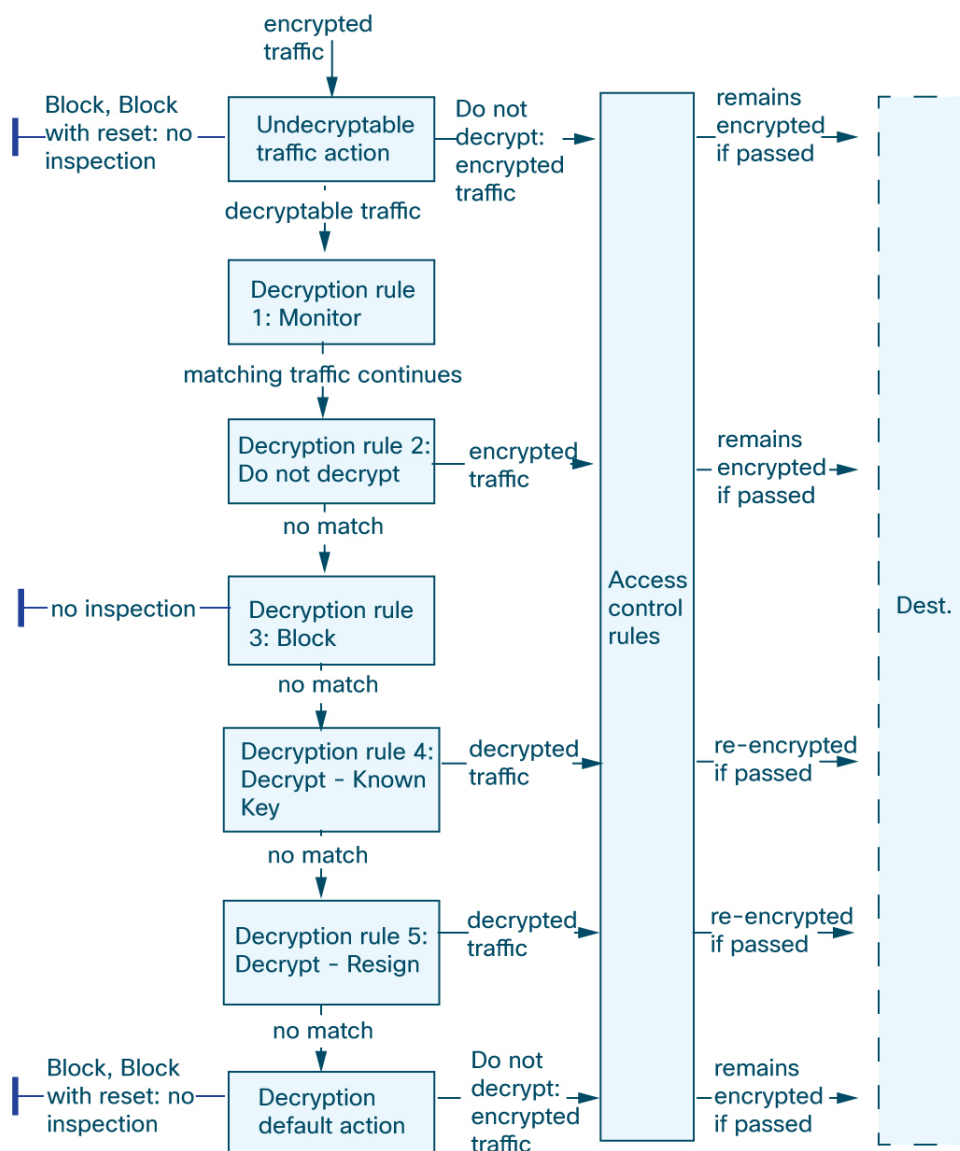 encrypted
traffic
Block, Block
with reset: no
inspection
Undecryptable
traffic action
Do not
decrypt:
encrypted
traffic
remains
encrypted
if passed
decryptable traffic
Decryption rule
1: Monitor
matching traffic continues
Decryption rule 2:
Do not decrypt
encrypted
traffic
remains
encrypted
if passed
no match
no inspection
Decryption rule
3: Block
Access
control
rules
Dest.
no match
Decryption rule 4:
Decrypt - Known
Key
decrypted
traffic
re-encrypted
if passed
no match
Decryption rule 5:
Decrypt - Resign
decrypted
traffic
re-encrypted
if passed
no match
Block, Block
with reset: no
inspection
Decryption
default action
Do not
decrypt:
encrypted
traffic
remains
encrypted
if passed